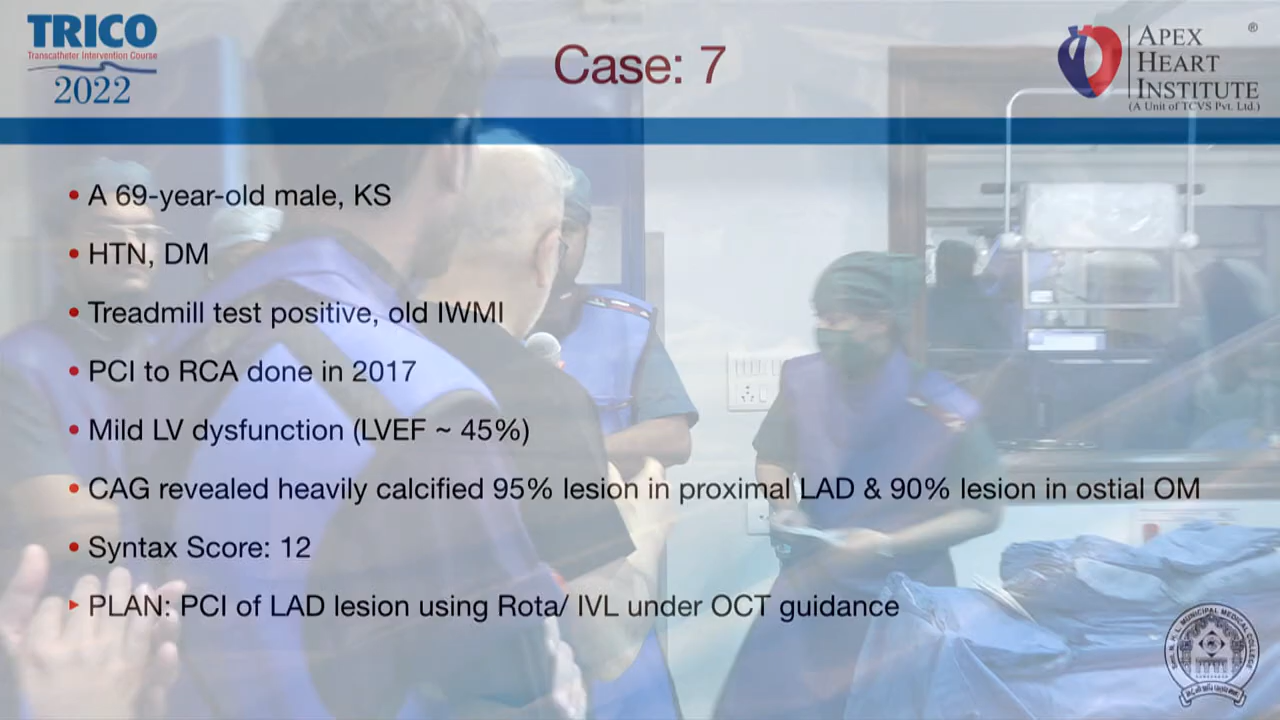 TRICO
Transcatheter Intervention Course
2022
Case: 7
APEX
HEART
INSTITUTE
(A Unit of TCVS Pvt. Ltd.)
®
• A 69-year-old male, KS
• HTN, DM
• Treadmill test positive, old IWMI
• PCI to RCA done in 2017
• Mild LV dysfunction (LVEF ~ 45%)
• CAG revealed heavily calcified 95% lesion in proximal LAD & 90% lesion in ostial OM
• Syntax Score: 12
▸ PLAN: PCI of LAD lesion using Rota/ IVL under OCT guidance